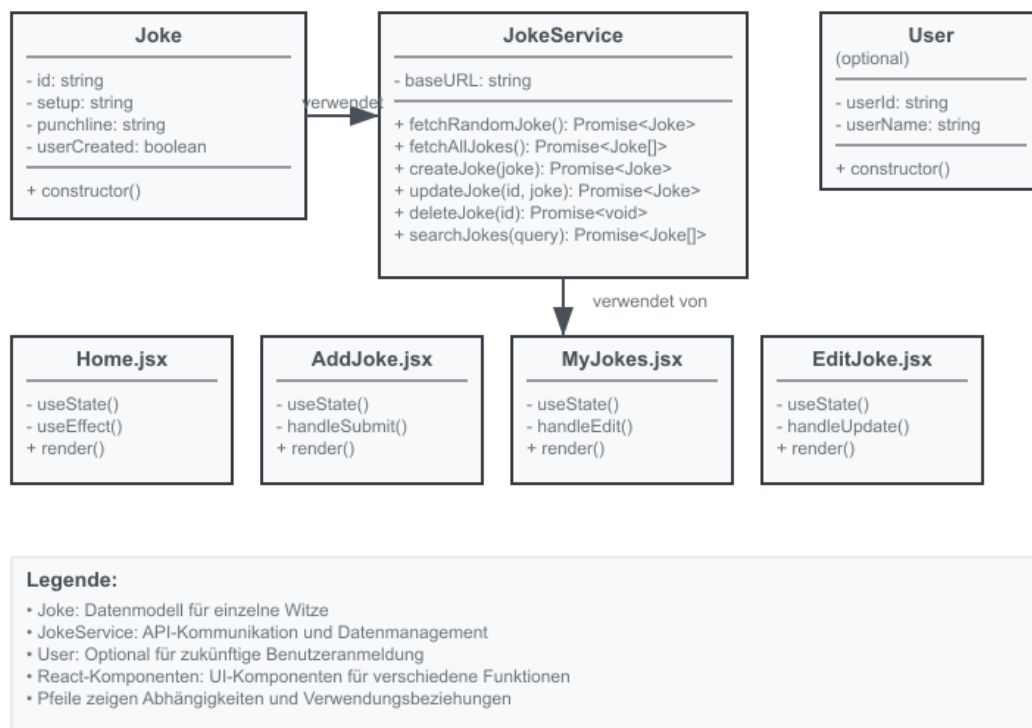 Joke
- id: string
- setup: string
- punchline: string
- userCreated: boolean
+ constructor()
verwendet
JokeService
- baseURL: string
+ fetchRandomJoke(): Promise<Joke>
+ fetchAllJokes(): Promise<Joke[]>
+ createJoke(joke): Promise<Joke>
+ updateJoke(id, joke): Promise<Joke>
+ deleteJoke(id): Promise<void>
+ searchJokes(query): Promise<Joke[]>
User
(optional)
- userId: string
- userName: string
+ constructor()
verwendet von
Home.jsx
- useState()
- useEffect()
+ render()
AddJoke.jsx
- useState()
- handleSubmit()
+ render()
MyJokes.jsx
- useState()
- handleEdit()
+ render()
EditJoke.jsx
- useState()
- handleUpdate()
+ render()
Legende:
• Joke: Datenmodell für einzelne Witze
• JokeService: API-Kommunikation und Datenmanagement
• User: Optional für zukünftige Benutzeranmeldung
• React-Komponenten: UI-Komponenten für verschiedene Funktionen
• Pfeile zeigen Abhängigkeiten und Verwendungsbeziehungen